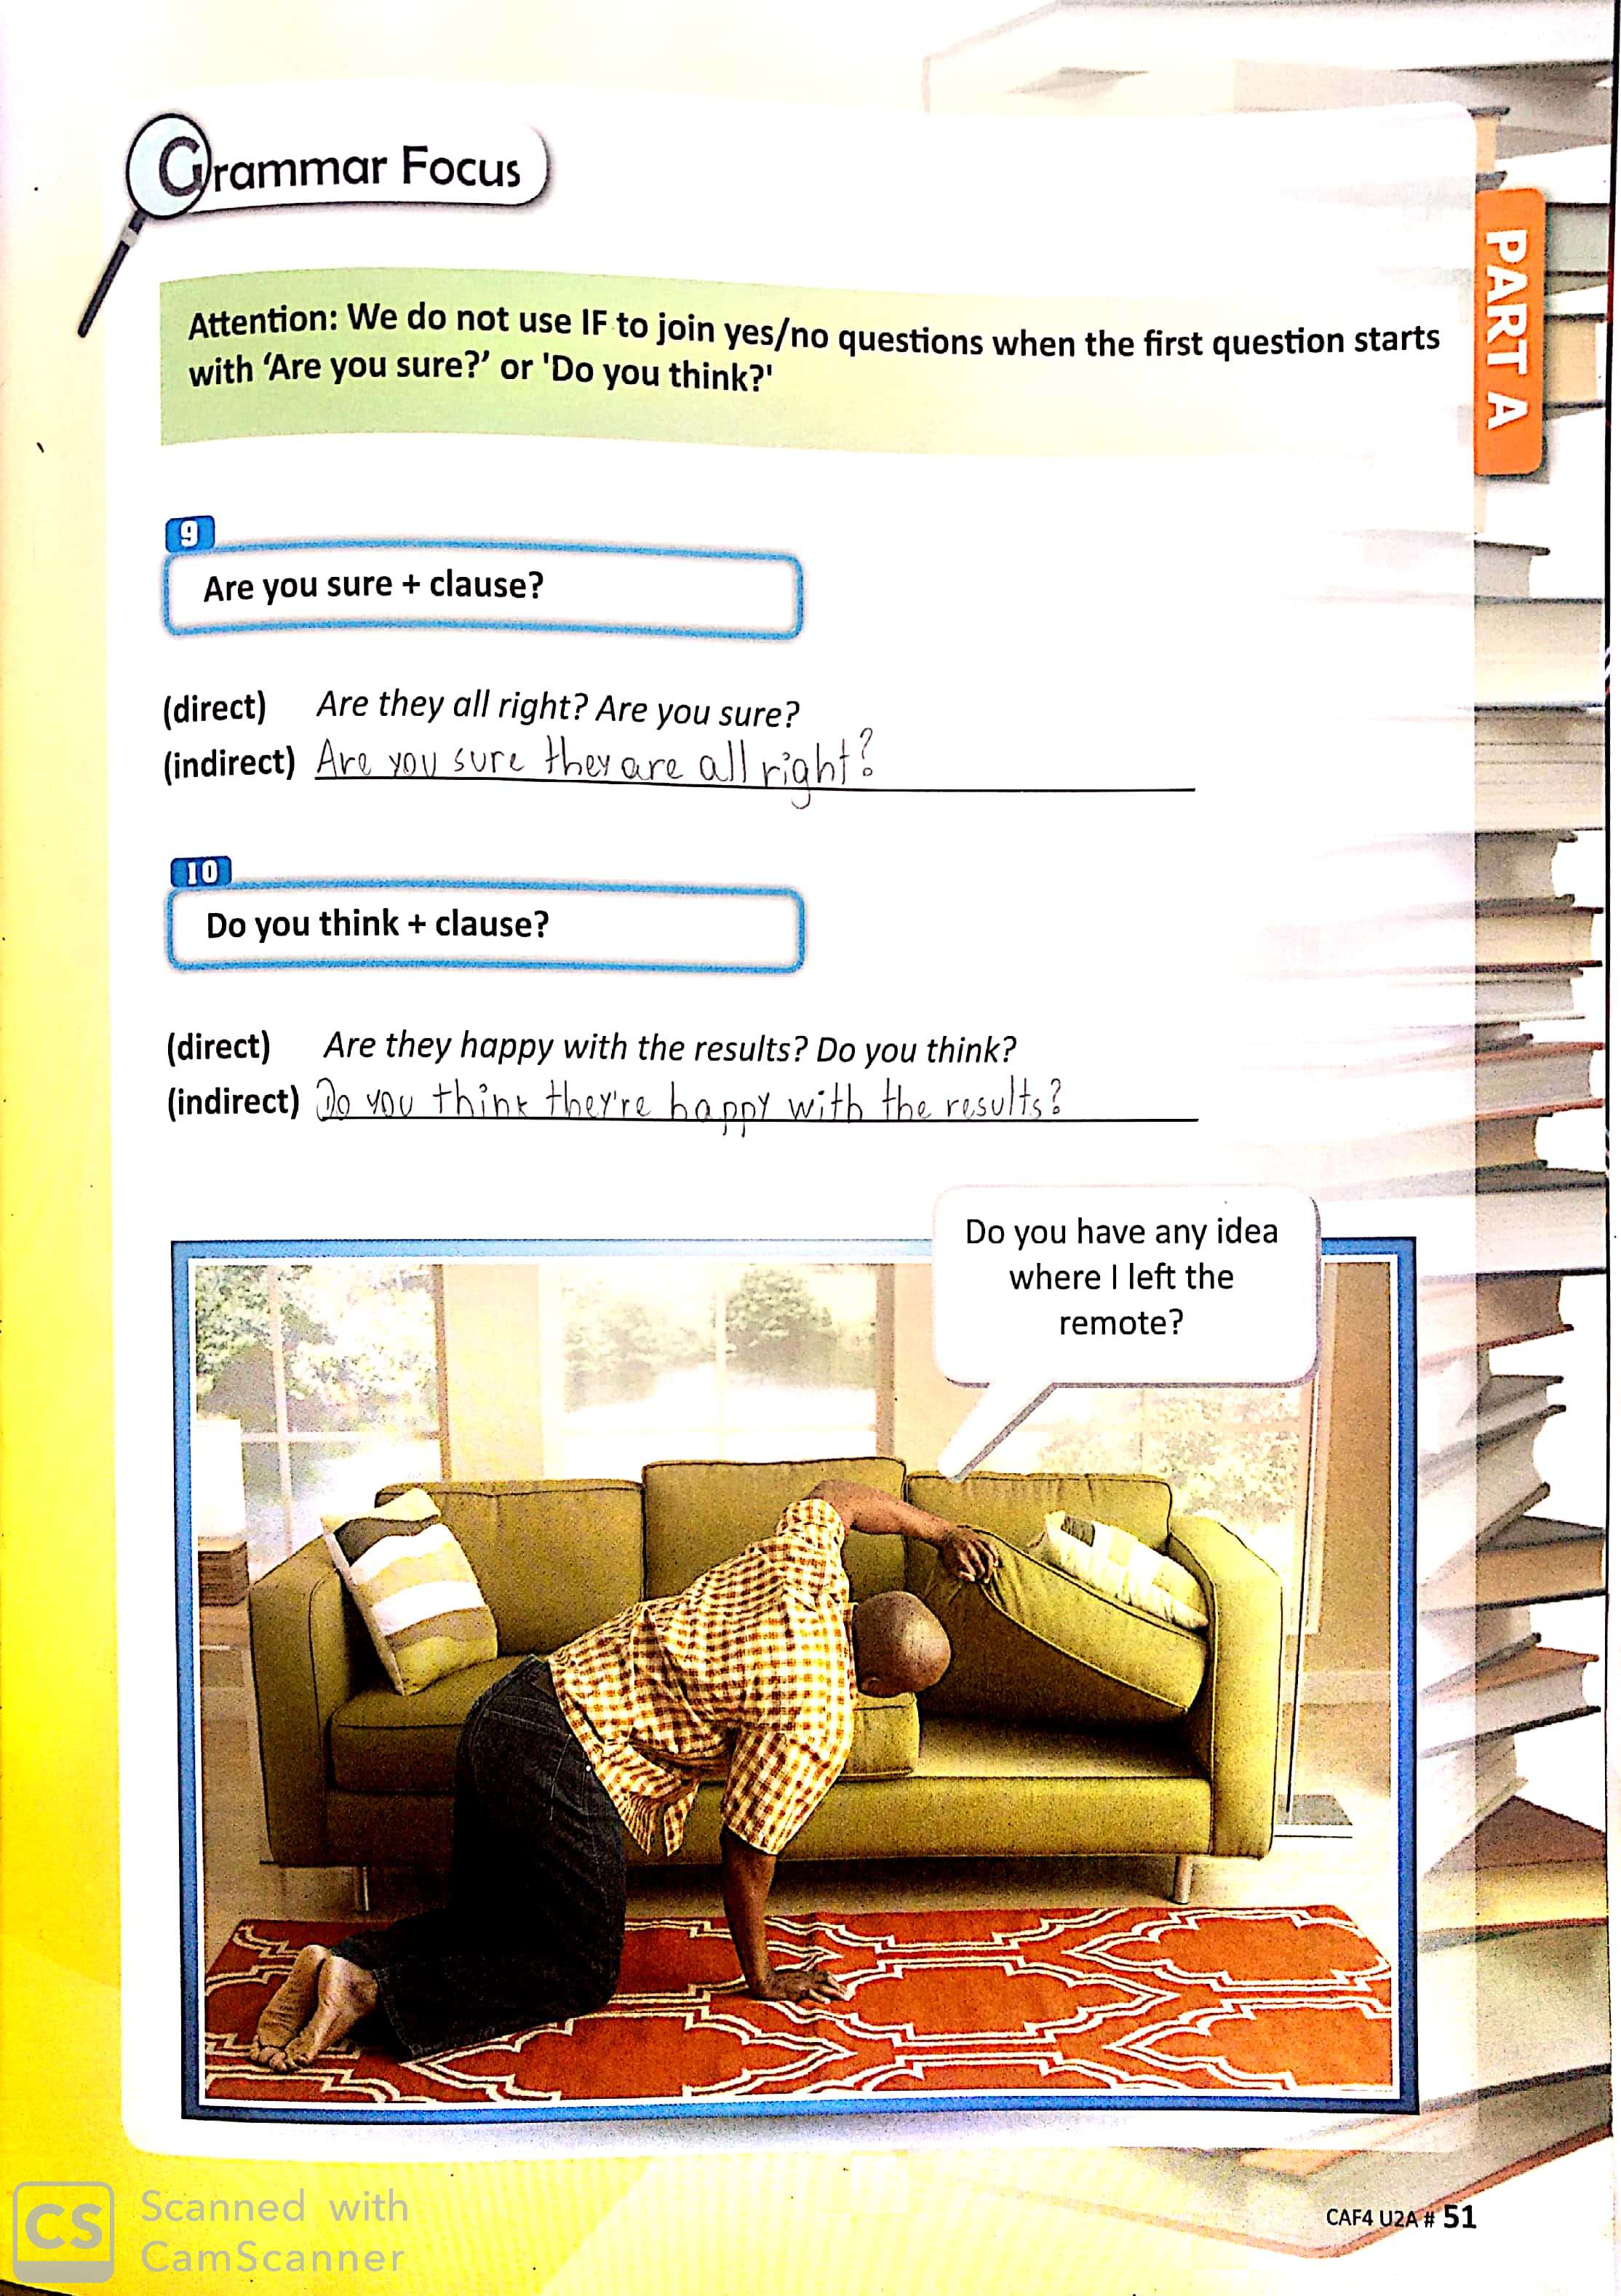 Grammar Focus
PART A
Attention: We do not use IF to join yes/no questions when the first question starts
with ‘Are you sure?’ or 'Do you think?'
9
Are you sure + clause?
(direct) Are they all right? Are you sure?
(indirect) Are you sure they are all right?
10
Do you think + clause?
(direct) Are they happy with the results? Do you think?
(indirect) Do you think they're happy with the results?
Do you have any idea
where I left the
remote?
CAF4 U2A # 51
CS Scanned with
CamScanner